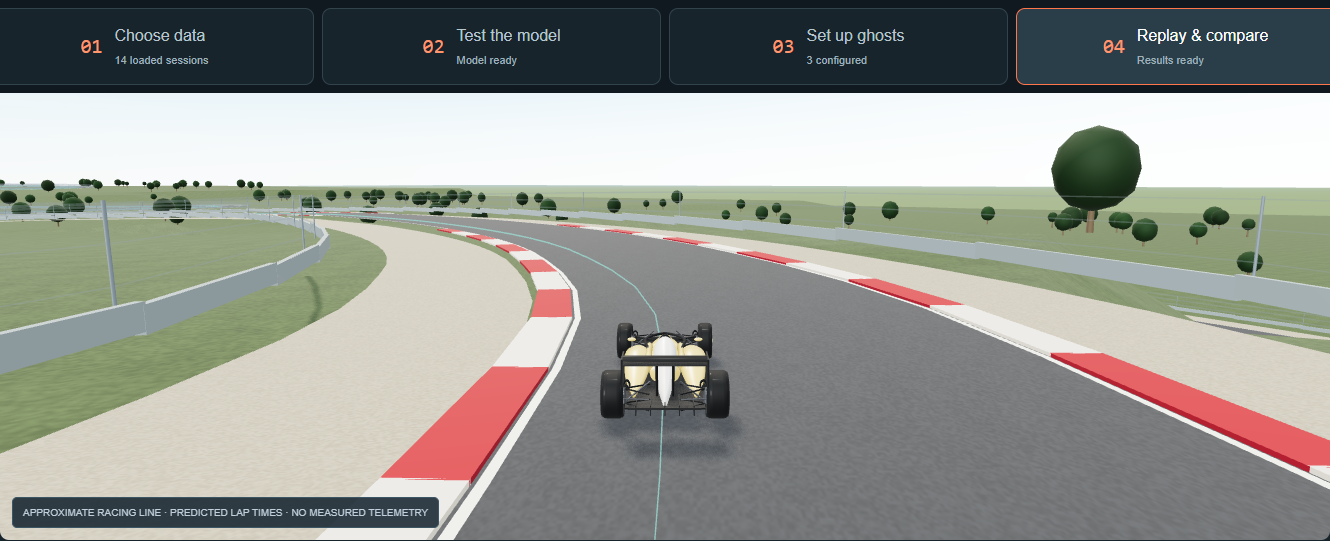 01 Choose data
14 loaded sessions
02 Test the model
Model ready
03 Set up ghosts
3 configured
04 Replay & compare
Results ready
APPROXIMATE RACING LINE · PREDICTED LAP TIMES · NO MEASURED TELEMETRY